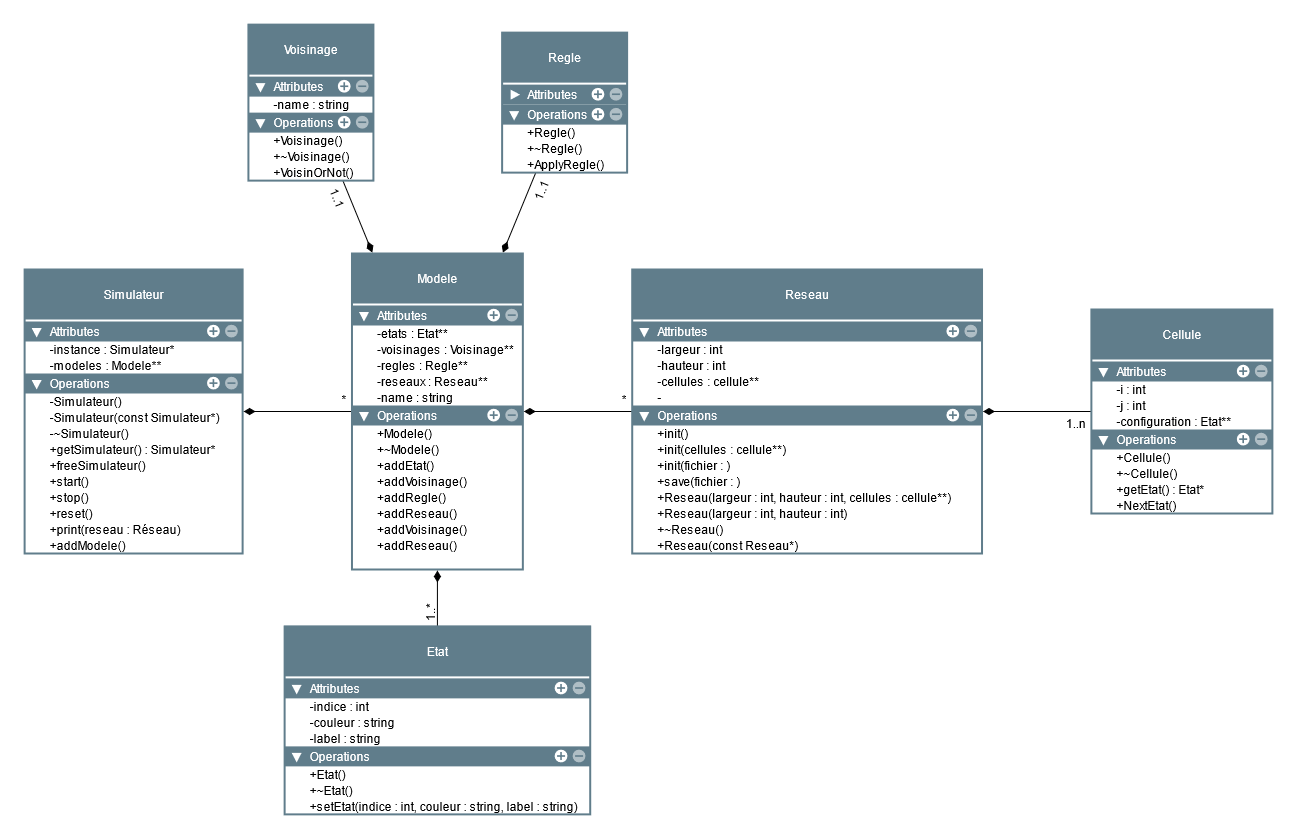 Voisinage
Attributes
-name : string
Operations
+Voisinage()
+~Voisinage()
+VoisinOrNot()
1..1
Regle
Attributes
Operations
+Regle()
+~Regle()
+ApplyRegle()
1..1
Simulateur
Attributes
-instance : Simulateur*
-modeles : Modele**
Operations
-Simulateur()
-Simulateur(const Simulateur*)
-~Simulateur()
+getSimulateur() : Simulateur*
+freeSimulateur()
+start()
+stop()
+reset()
+print(reseau : Réseau)
+addModele()
*
Modele
Attributes
-etats : Etat**
-voisinages : Voisinage**
-regles : Regle**
-reseaux : Reseau**
-name : string
Operations
+Modele()
+~Modele()
+addEtat()
+addVoisinage()
+addRegle()
+addReseau()
+addVoisinage()
+addReseau()
*
Reseau
Attributes
-largeur : int
-hauteur : int
-cellules : cellule**
-
Operations
+init()
+init(cellules : cellule**)
+init(fichier : )
+save(fichier : )
+Reseau(largeur : int, hauteur : int, cellules : cellule**)
+Reseau(largeur : int, hauteur : int)
+~Reseau()
+Reseau(const Reseau*)
1..n
Cellule
Attributes
-i : int
-j : int
-configuration : Etat**
Operations
+Cellule()
+~Cellule()
+getEtat() : Etat*
+NextEtat()
1..*
Etat
Attributes
-indice : int
-couleur : string
-label : string
Operations
+Etat()
+~Etat()
+setEtat(indice : int, couleur : string, label : string)